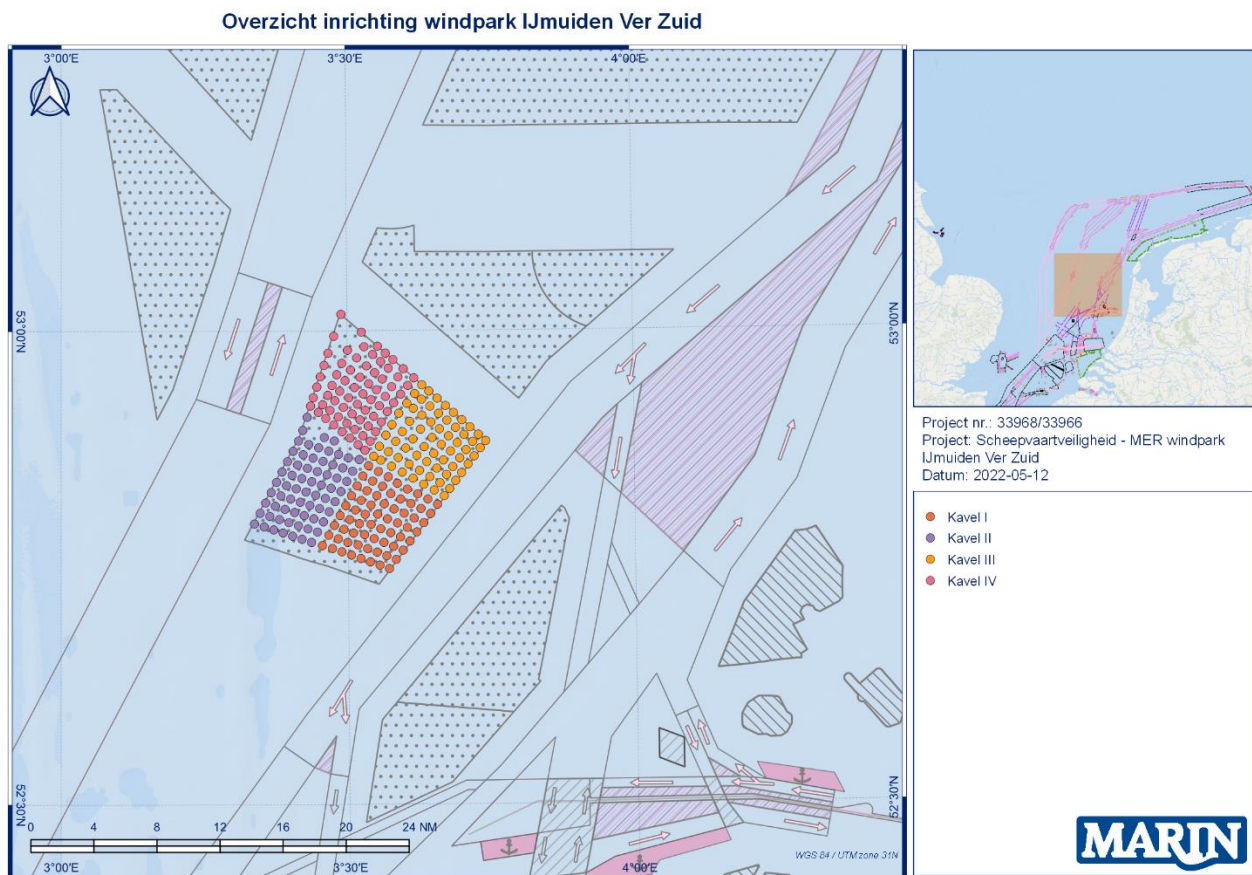 Overzicht inrichting windpark IJmuiden Ver Zuid
3°00'E
3°30'E
4°00'E
53°00'N
53°00'N
52°30'N
52°30'N
0 4 8 12 16 20 24 NM
3°00'E
3°30'E
4°00'E
WGS 84 / UTM zone 31N
Project nr.: 33968/33966
Project: Scheepvaartveiligheid - MER windpark
IJmuiden Ver Zuid
Datum: 2022-05-12
Kavel I
Kavel II
Kavel III
Kavel IV
MARIN